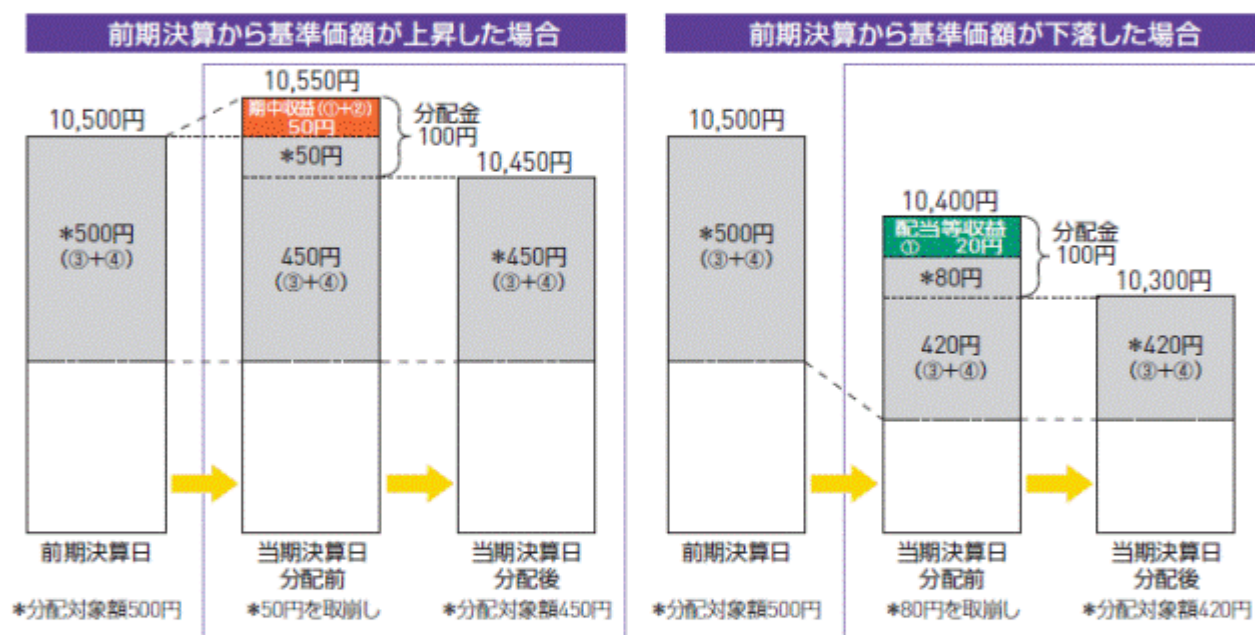 前期決算から基準価額が上昇した場合
10,500円
*500円
(③+④)
前期決算日
*分配対象額500円
10,550円
期中収益(①+②)
50円
*50円
450円
(③+④)
分配金
100円
当期決算日
分配前
*50円を取崩し
10,450円
*450円
(③+④)
当期決算日
分配後
*分配対象額450円
前期決算から基準価額が下落した場合
10,500円
*500円
(③+④)
前期決算日
*分配対象額500円
10,400円
配当等収益
① 20円
*80円
420円
(③+④)
分配金
100円
当期決算日
分配前
*80円を取崩し
10,300円
*420円
(③+④)
当期決算日
分配後
*分配対象額420円